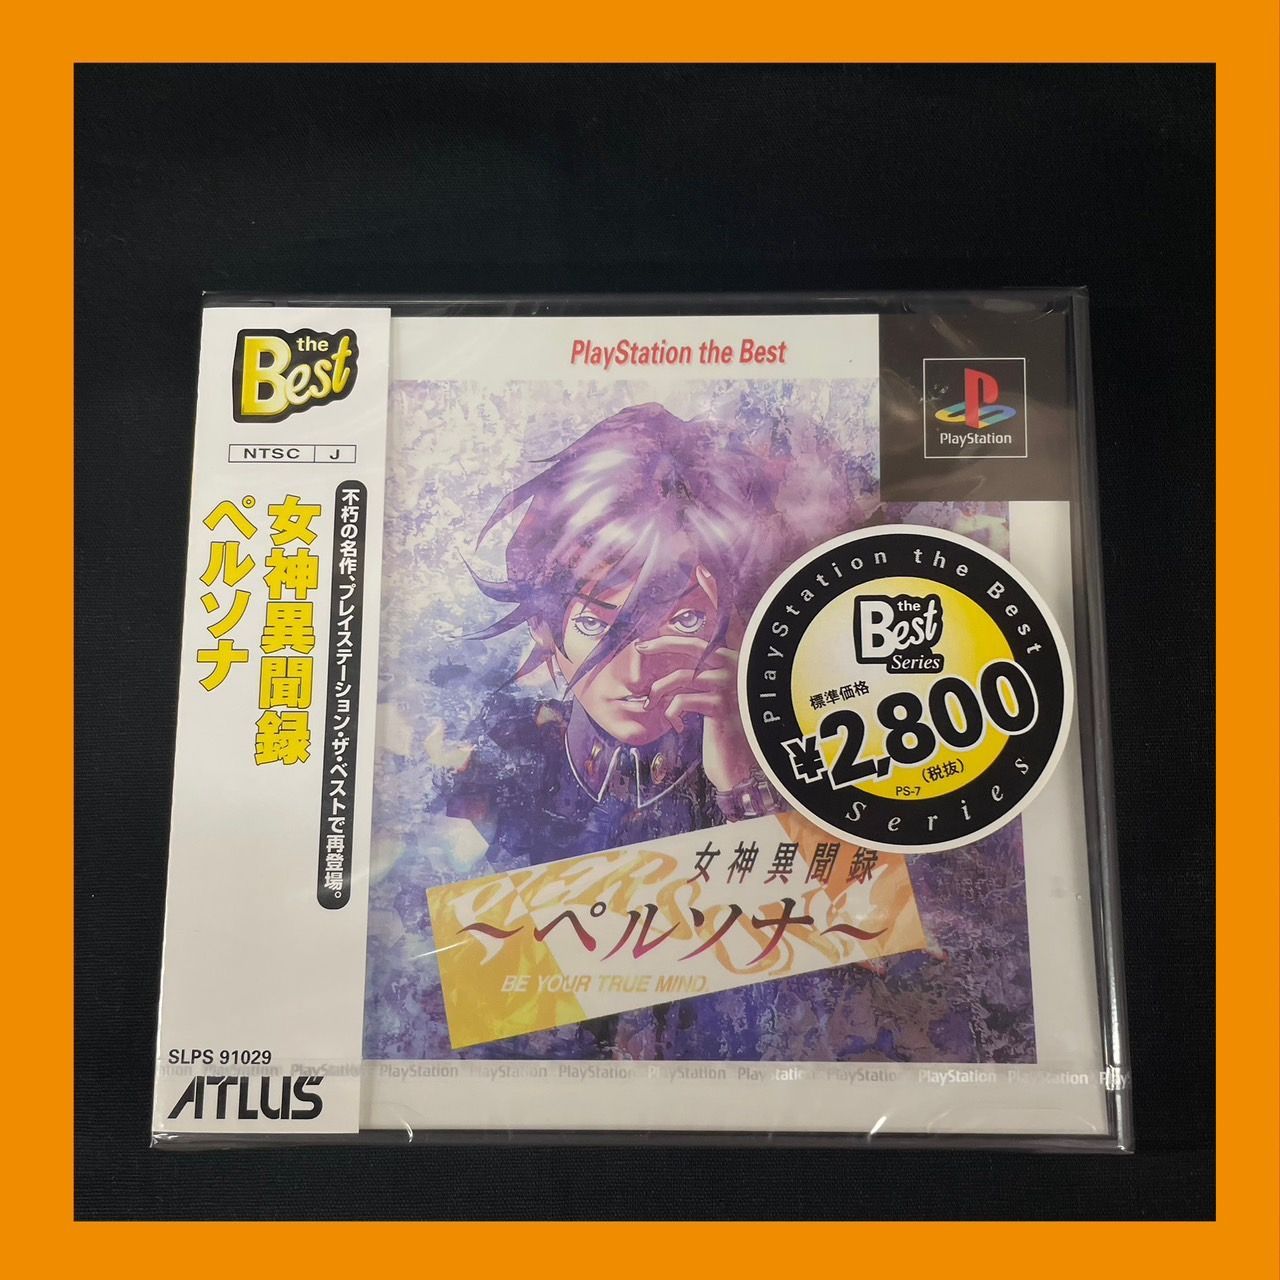 the
Best
NTSC J
女神異聞録
ペルソナ
不朽の名作、プレイステーション・ザ・ベストで再登場。
SLPS 91029
ATLUS
PlayStation the Best
PlayStation
PlayStation the Best
the
Best
Series
標準価格
¥2,800
(税抜)
PS-7
Series
女神異聞録
~ペルソナ~
BE YOUR TRUE MIND.
PlayStation PlayStation PlayStation PlayStation PlayStation PlayStation PlayStation PlayStation PlayStation PlayStation